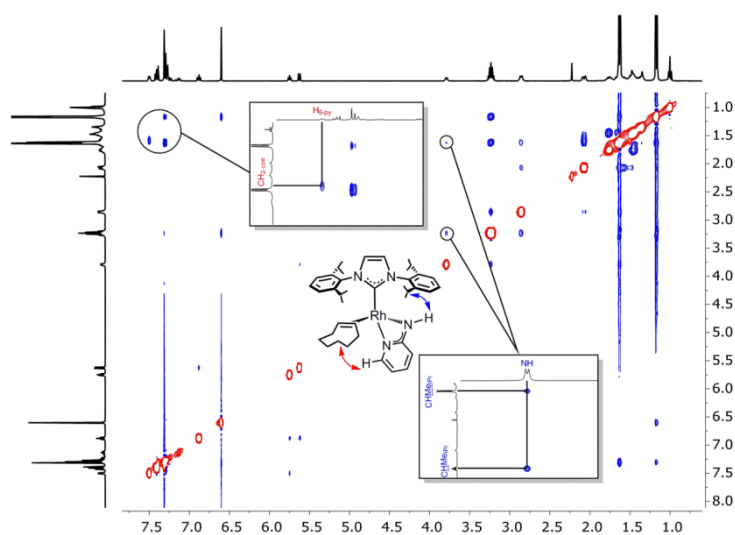 H6-py
CH2-coe
1.0
1.5
2.0
2.5
3.0
3.5
4.0
4.5
5.0
5.5
6.0
6.5
7.0
7.5
8.0
N N
Rh
N H
N
H
NH
CHMeiPr
CHMeiPr
7.5 7.0 6.5 6.0 5.5 5.0 4.5 4.0 3.5 3.0 2.5 2.0 1.5 1.0